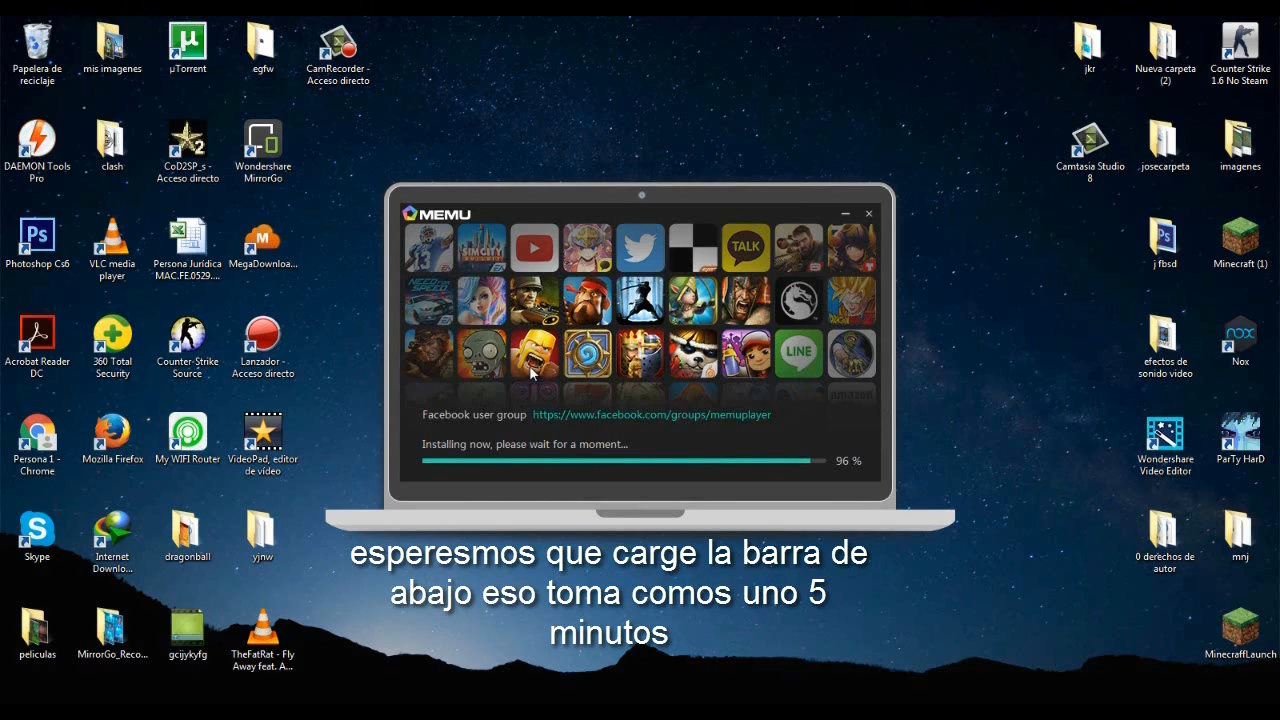 Papelera de
reciclaje
mis imagenes
µTorrent
egfw
CamRecorder -
Acceso directo
jkr
Nueva carpeta
(2)
Counter Strike
1.6 No Steam
DAEMON Tools
Pro
clash
CoD2SP_s -
Acceso directo
Wondershare
MirrorGo
Camtasia Studio
8
josecarpeta
imagenes
Photoshop Cs6
VLC media
player
Persona Jurídica
MAC.FE.0529....
MegaDownloa...
j fbsd
Minecraft (1)
Acrobat Reader
DC
360 Total
Security
Counter-Strike
Source
Lanzador -
Acceso directo
efectos de
sonido video
Nox
Persona 1 -
Chrome
Mozilla Firefox
My WIFI Router
VideoPad, editor
de vídeo
Wondershare
Video Editor
ParTy HarD
Skype
Internet
Downlo...
dragonball
yjnw
0 derechos de
autor
mnj
peliculas
MirrorGo_Reco...
gcijykyfg
TheFatRat - Fly
Away feat. A...
MinecraffLaunch
MEMU
SIMCITY
TALK
LINE
amazon
Facebook user group https://www.facebook.com/groups/memuplayer
Installing now, please wait for a moment...
96 %
esperesmos que carge la barra de
abajo eso toma comos uno 5
minutos